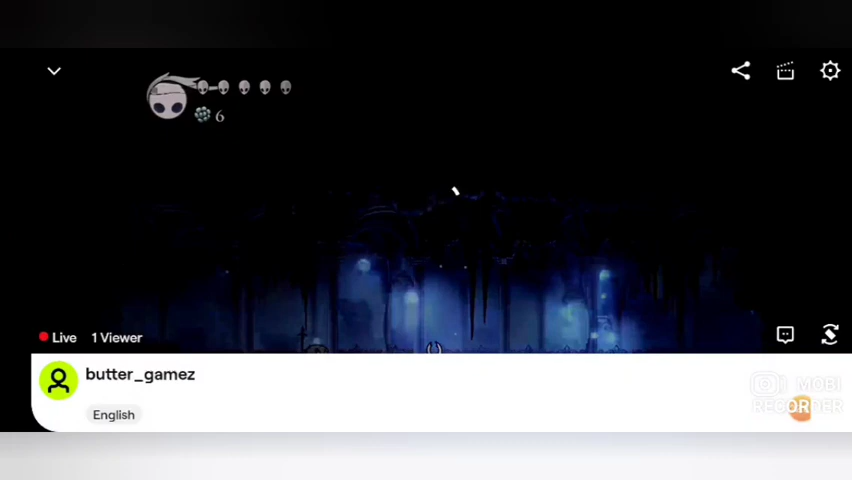 6
Live 1 Viewer
butter_gamez
English
MOBI
RECORDER